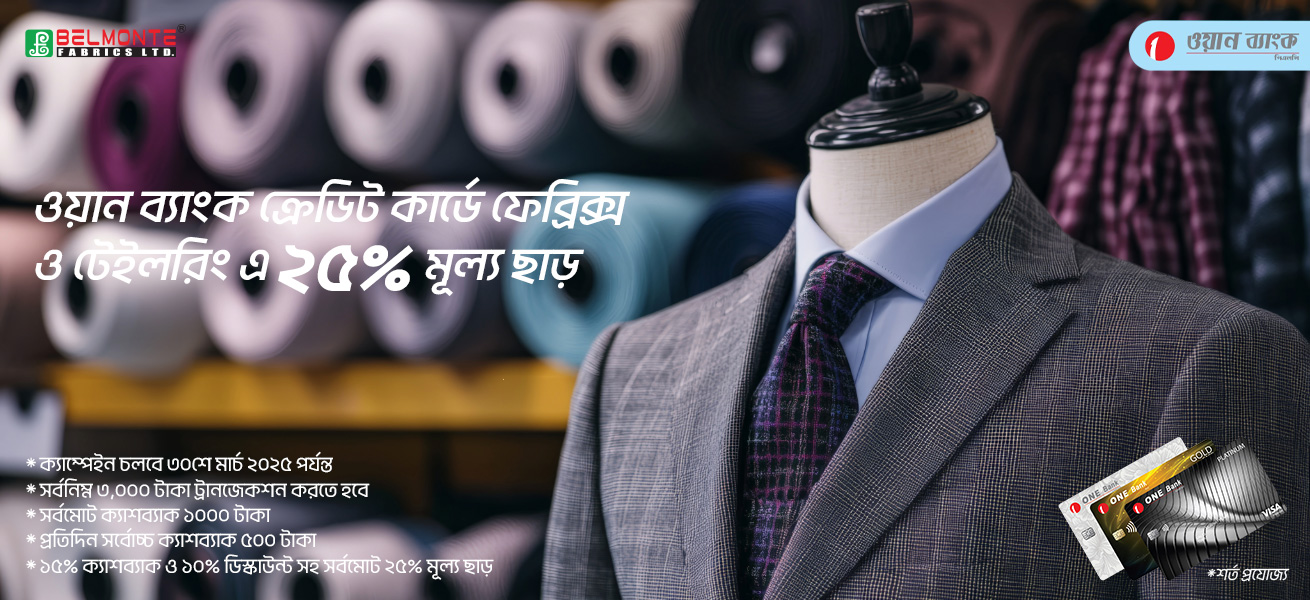 BELMONTE
FABRICS LTD.
ওয়ান ব্যাংক
পিএলসি
ওয়ান ব্যাংক ক্রেডিট কার্ডে ফেব্রিক্স
ও টেইলরিং এ ২৫% মূল্য ছাড়
* ক্যাম্পেইন চলবে ৩০শে মার্চ ২০২৫ পর্যন্ত
* সর্বনিম্ন ৩,০০০ টাকা ট্রানজেকশন করতে হবে
* সর্বমোট ক্যাশব্যাক ১০০০ টাকা
* প্রতিদিন সর্বোচ্চ ক্যাশব্যাক ৫০০ টাকা
* ১৫% ক্যাশব্যাক ও ১০% ডিস্কাউন্ট সহ সর্বমোট ২৫% মূল্য ছাড়
ONE Bank
GOLD
ONE Bank
PLATINUM
ONE Bank
VISA
*শর্ত প্রযোজ্য